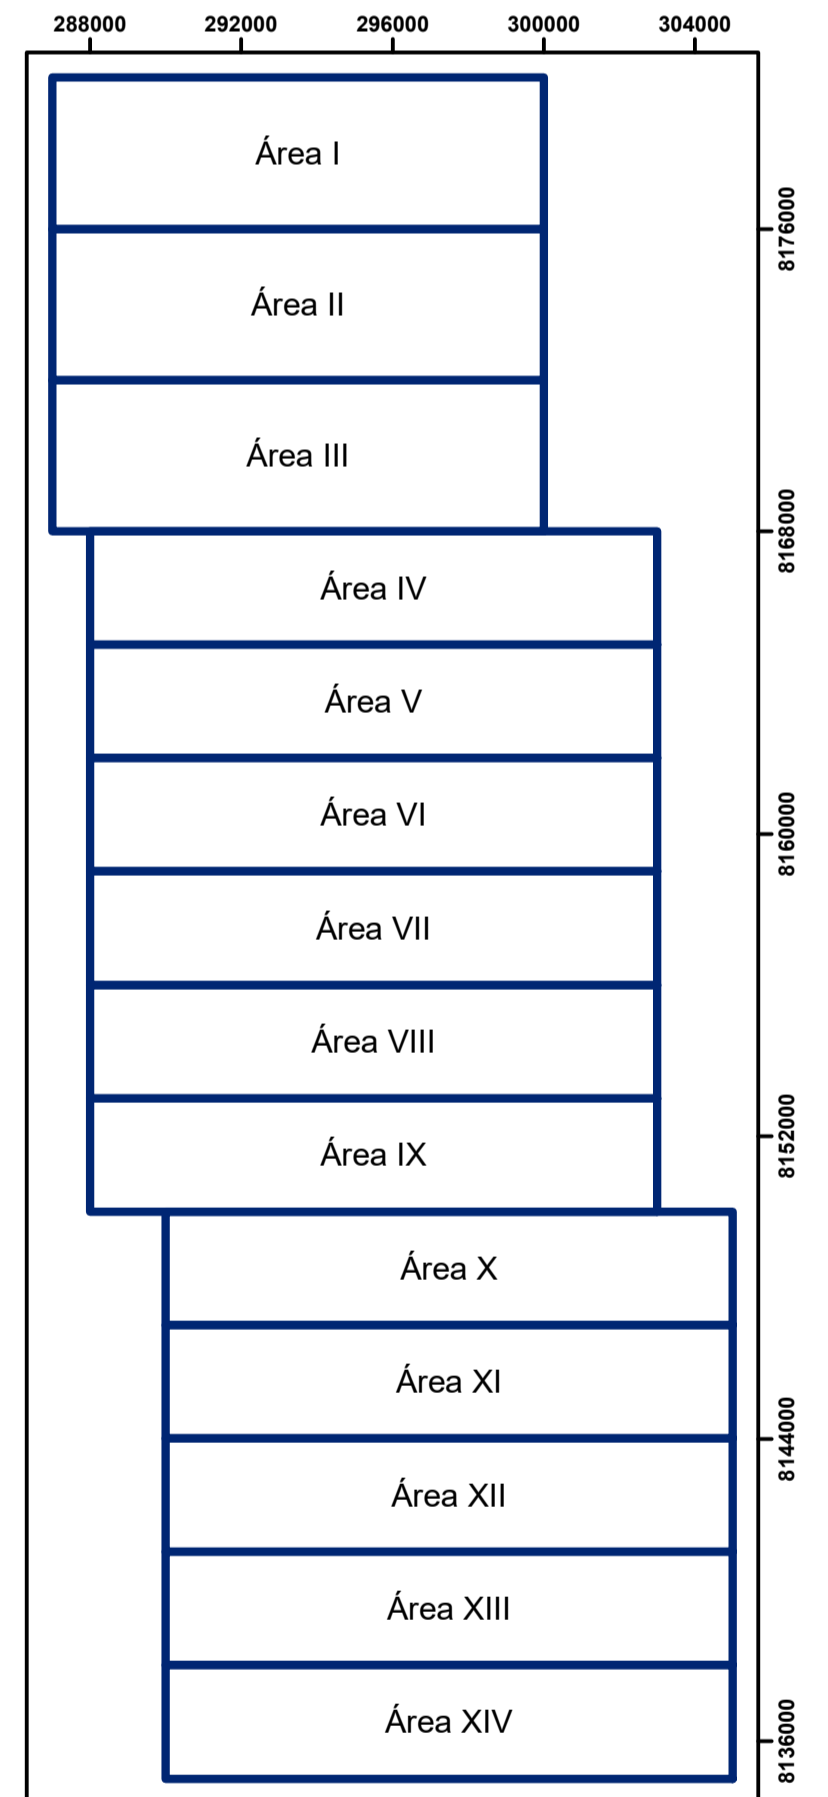 288000 292000 296000 300000 304000
Área I
8176000
Área II
Área III
8168000
Área IV
Área V
Área VI
8160000
Área VII
Área VIII
8152000
Área IX
Área X
Área XI
8144000
Área XII
Área XIII
Área XIV
8136000